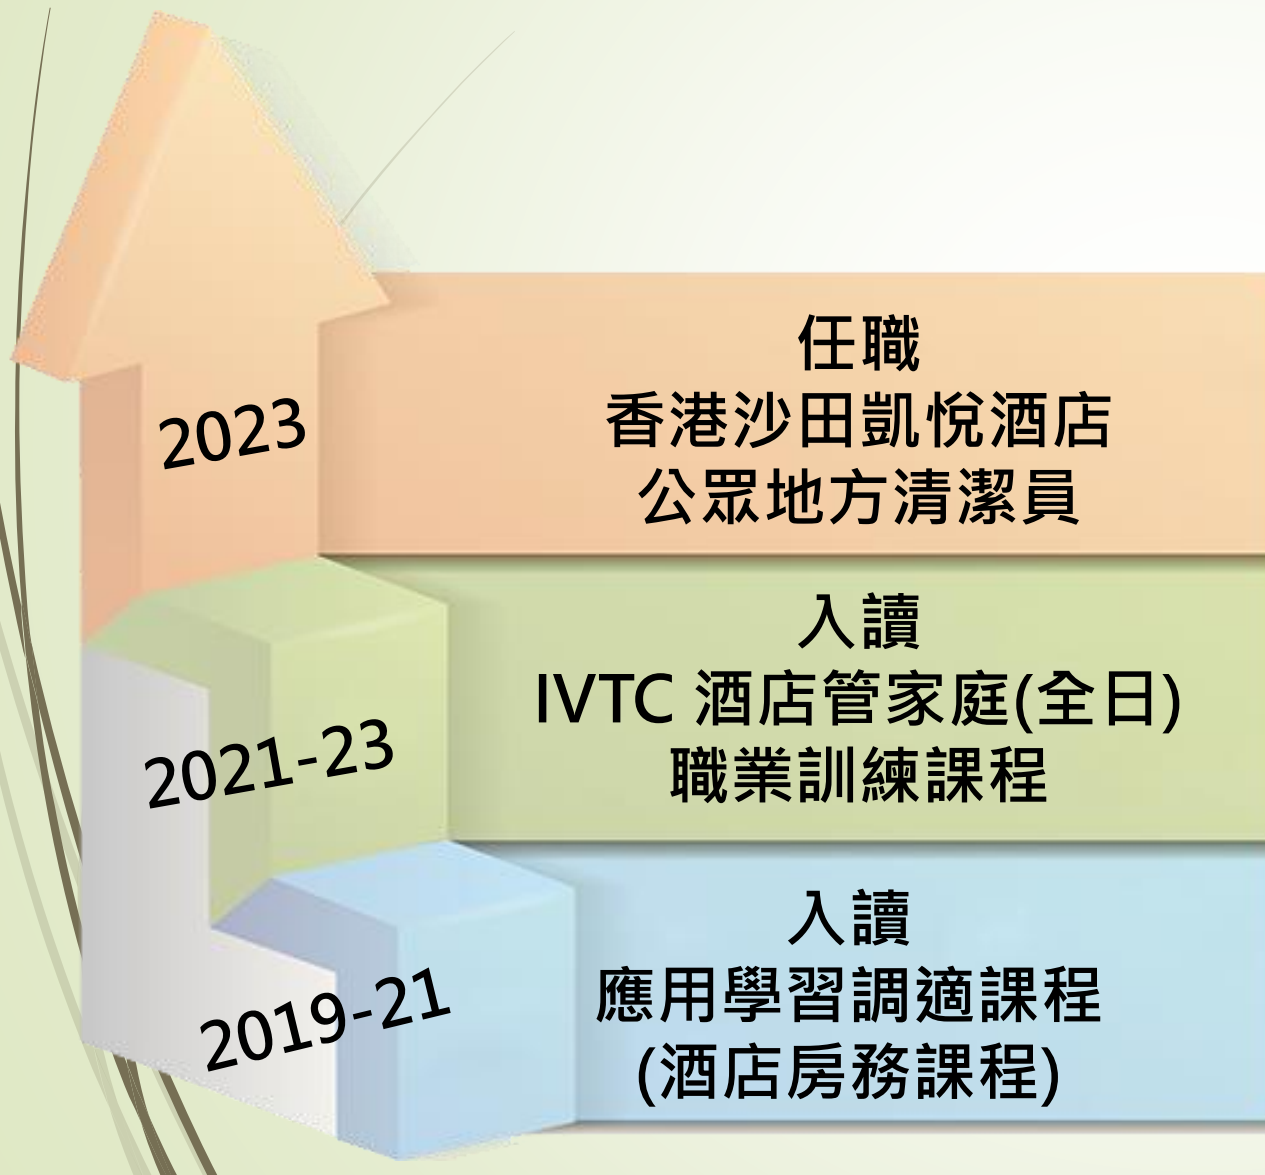 2023
任職
香港沙田凱悅酒店
公眾地方清潔員
2021-23
入讀
IVTC 酒店管家庭(全日)
職業訓練課程
2019-21
入讀
應用學習調適課程
(酒店房務課程)